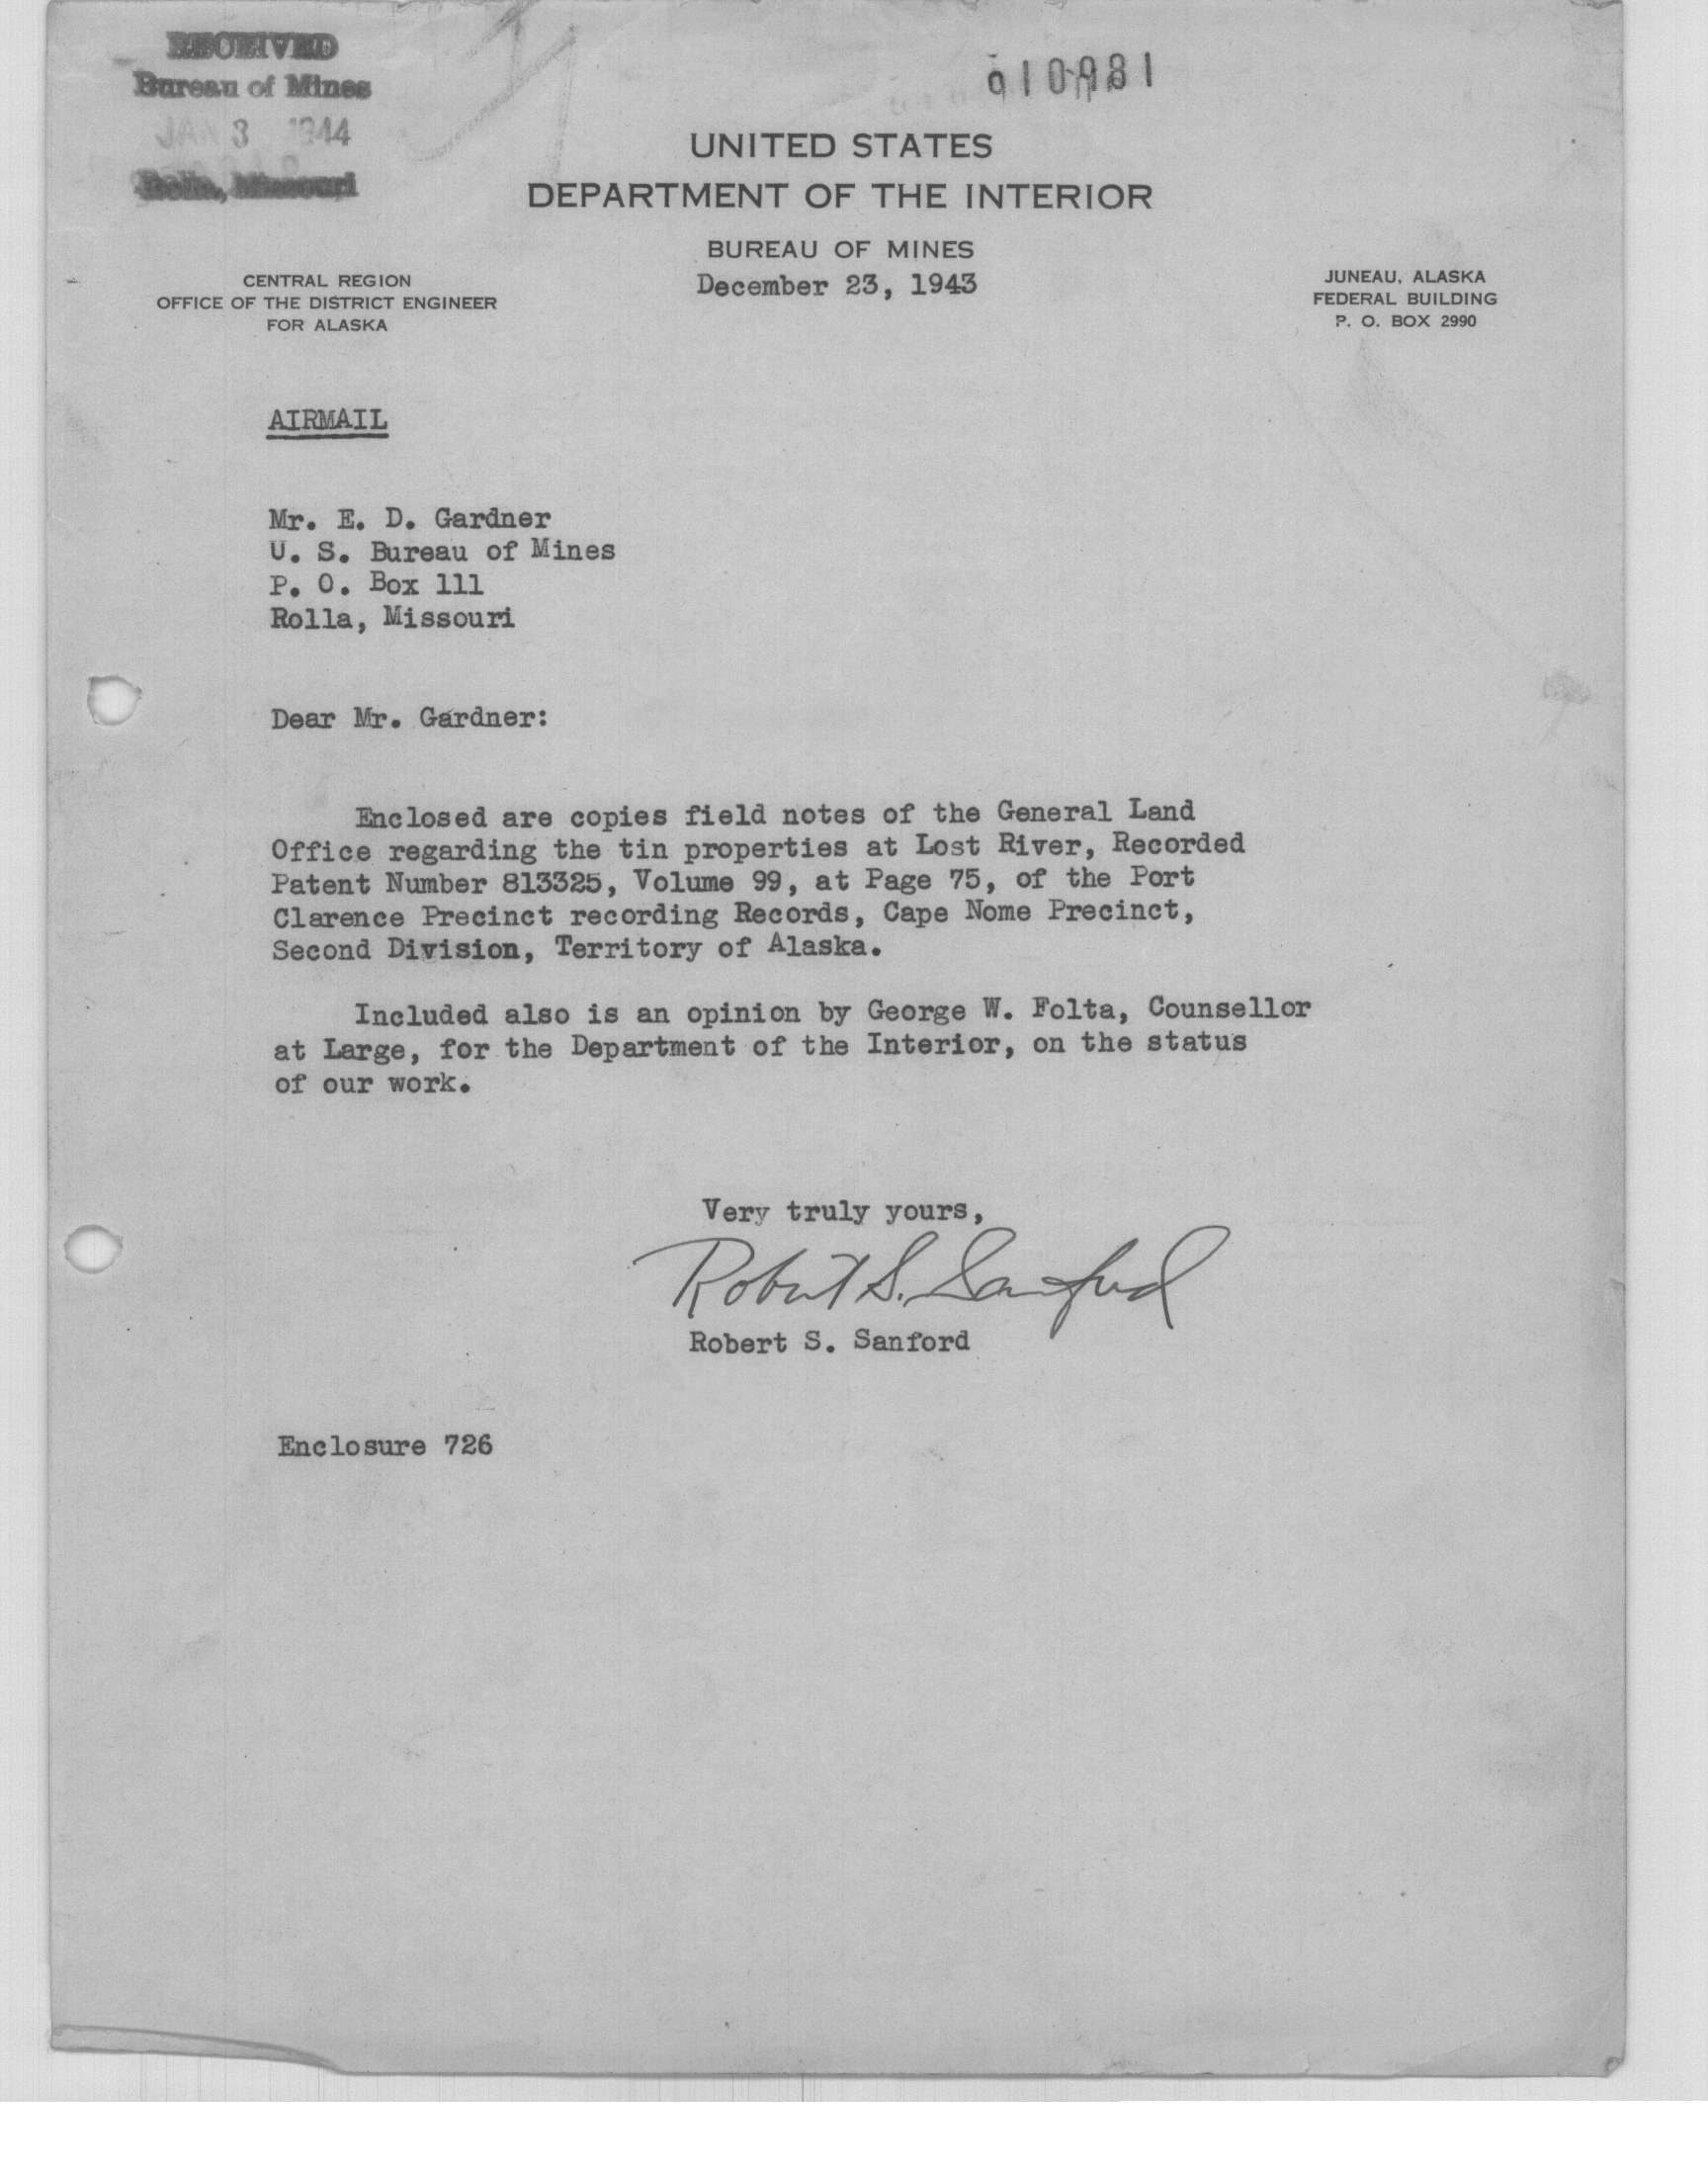 RECEIVED
Bureau of Mines
JAN 3 1944
Rolla, Missouri
UNITED STATES
DEPARTMENT OF THE INTERIOR
BUREAU OF MINES
December 23, 1943
CENTRAL REGION
OFFICE OF THE DISTRICT ENGINEER
FOR ALASKA
JUNEAU, ALASKA
FEDERAL BUILDING
P. O. BOX 2990
AIRMAIL
Mr. E. D. Gardner
U. S. Bureau of Mines
P. O. Box 111
Rolla, Missouri
Dear Mr. Gardner:
Enclosed are copies field notes of the General Land
Office regarding the tin properties at Lost River, Recorded
Patent Number 813325, Volume 99, at Page 75, of the Port
Clarence Precinct recording Records, Cape Nome Precinct,
Second Division, Territory of Alaska.
Included also is an opinion by George W. Folta, Counsellor
at Large, for the Department of the Interior, on the status
of our work.
Very truly yours,
Robert S. Sanford
Robert S. Sanford
Enclosure 726